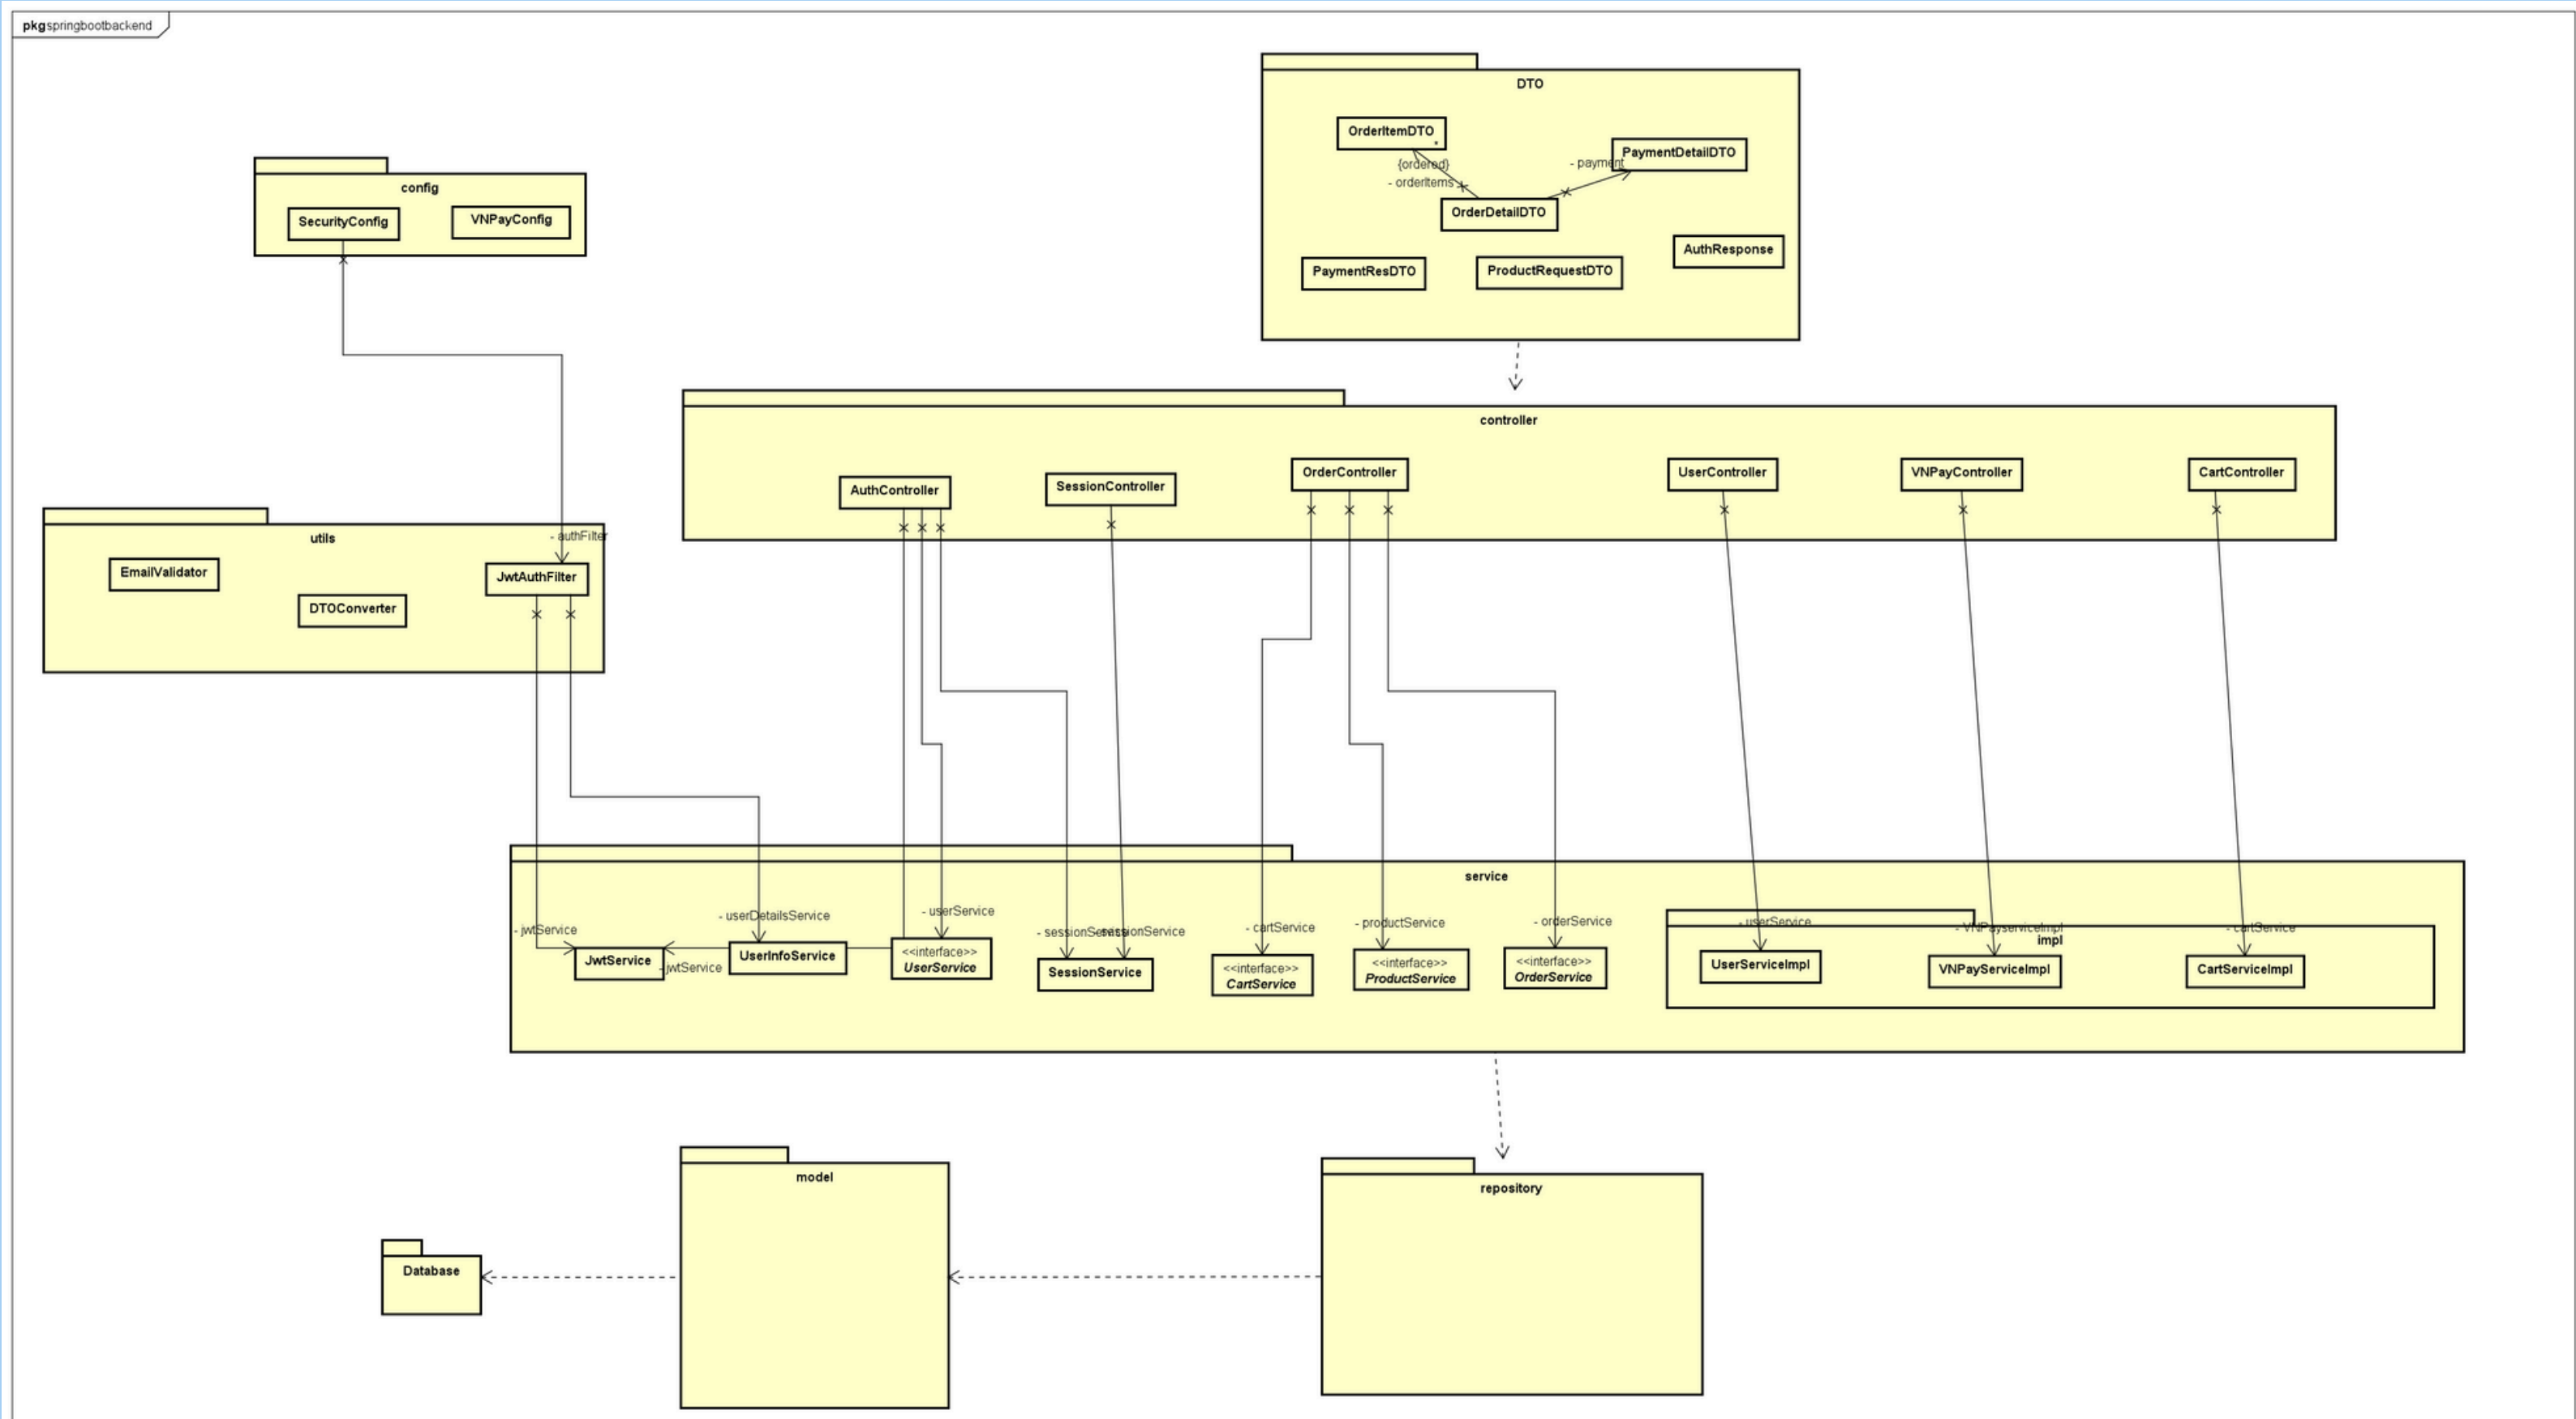 pkg springbootbackend
DTO
OrderItemDTO
*
{ordered}
- orderItems
- payment
PaymentDetailDTO
OrderDetailDTO
AuthResponse
PaymentResDTO
ProductRequestDTO
config
SecurityConfig
VNPayConfig
controller
AuthController
SessionController
OrderController
UserController
VNPayController
CartController
utils
- authFilter
EmailValidator
JwtAuthFilter
DTOConverter
service
- jwtService
- userDetailsService
- userService
- sessionService
- sessionService
- cartService
- productService
- orderService
- userService
- VNPayserviceImpl
- cartService
impl
JwtService
- jwtService
UserInfoService
<<interface>>
UserService
SessionService
<<interface>>
CartService
<<interface>>
ProductService
<<interface>>
OrderService
UserServiceImpl
VNPayServiceImpl
CartServiceImpl
model
repository
Database